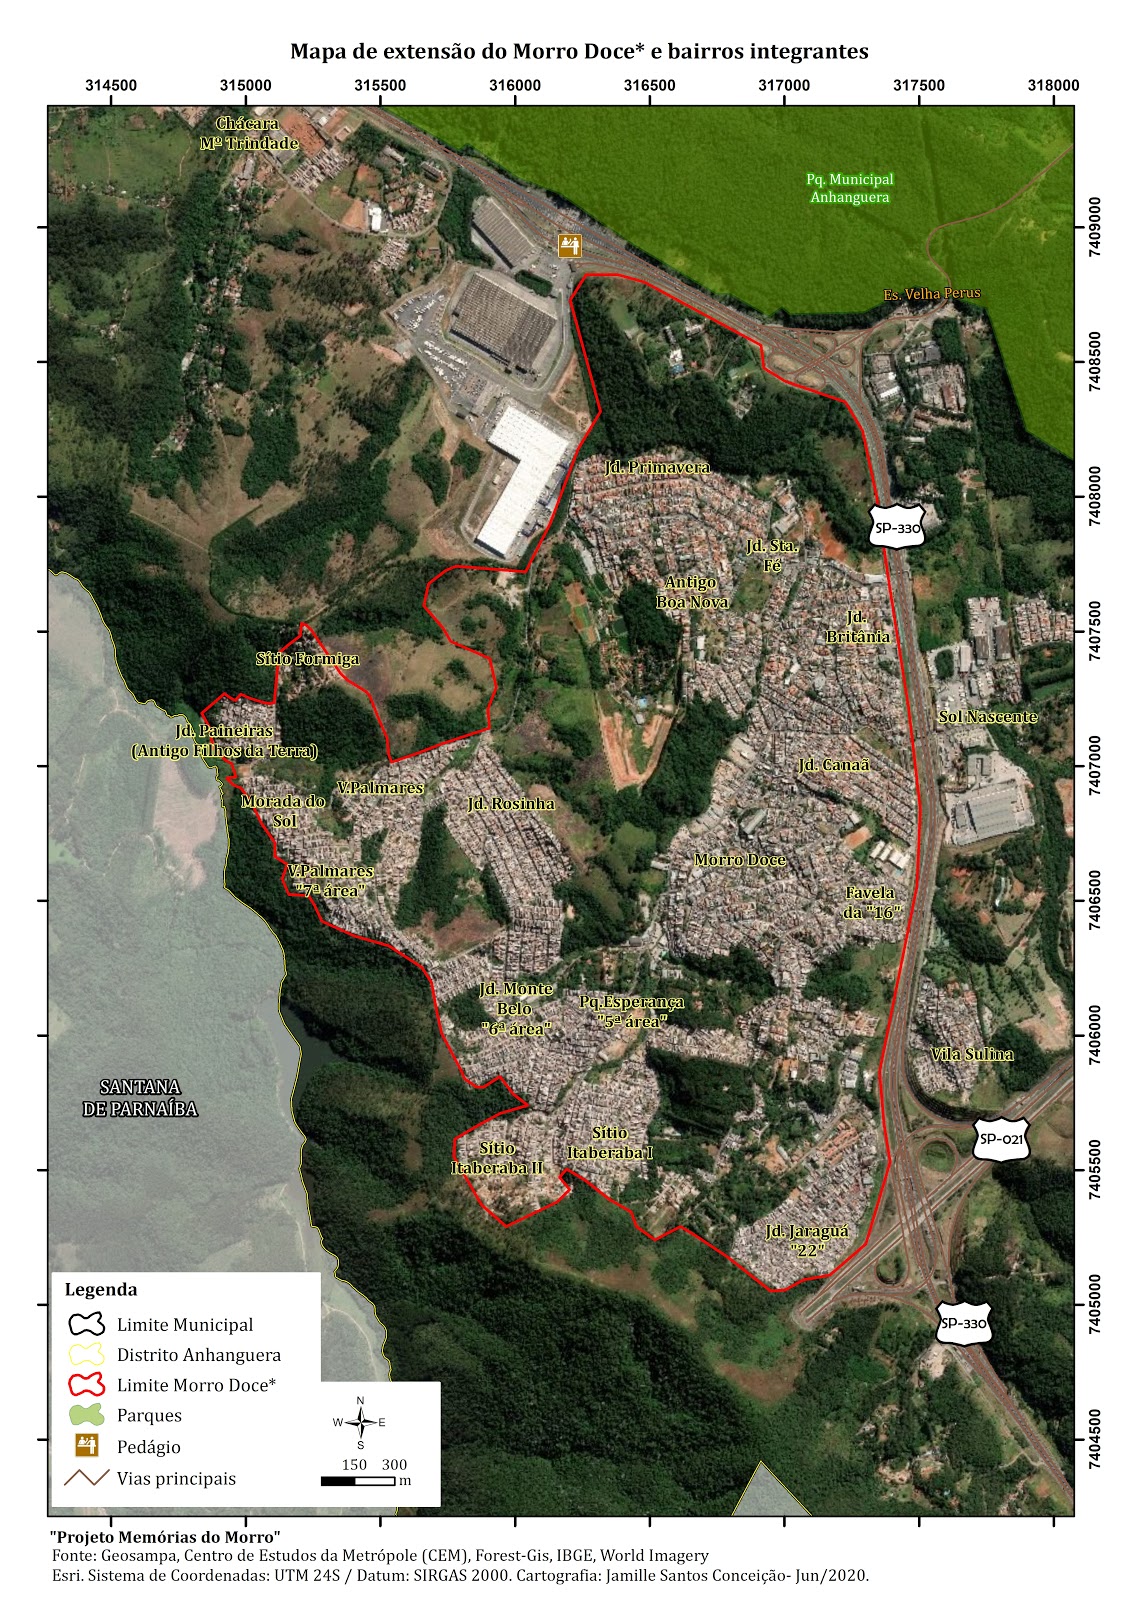 Mapa de extensão do Morro Doce* e bairros integrantes
314500 315000 315500 316000 316500 317000 317500 318000
Chácara
Mº Trindade
Pq. Municipal
Anhanguera
7409000
Es. Velha Perus
7408500
Jd. Primavera
7408000
SP-330
Jd. Sta.
Fé
Antigo
Boa Nova
Jd.
Britânia
7407500
Sítio Formiga
Sol Nascente
Jd. Paineiras
(Antigo Filhos da Terra)
7407000
Jd. Canaã
V.Palmares
Morada do
Sol
Jd. Rosinha
Morro Doce
V.Palmares
"7ª área"
Favela
da "16"
7406500
Jd. Monte
Belo
"6ª área"
Pq.Esperança
"5ª área"
7406000
Vila Sulina
SANTANA
DE PARNAÍBA
SP-021
Sítio
Itaberaba I
Sítio
Itaberaba II
7405500
Jd. Jaraguá
"22"
7405000
SP-330
7404500
Legenda
Limite Municipal
Distrito Anhanguera
Limite Morro Doce*
Parques
Pedágio
Vias principais
N
W E
S
150 300
m
"Projeto Memórias do Morro"
Fonte: Geosampa, Centro de Estudos da Metrópole (CEM), Forest-Gis, IBGE, World Imagery
Esri. Sistema de Coordenadas: UTM 24S / Datum: SIRGAS 2000. Cartografia: Jamille Santos Conceição- Jun/2020.